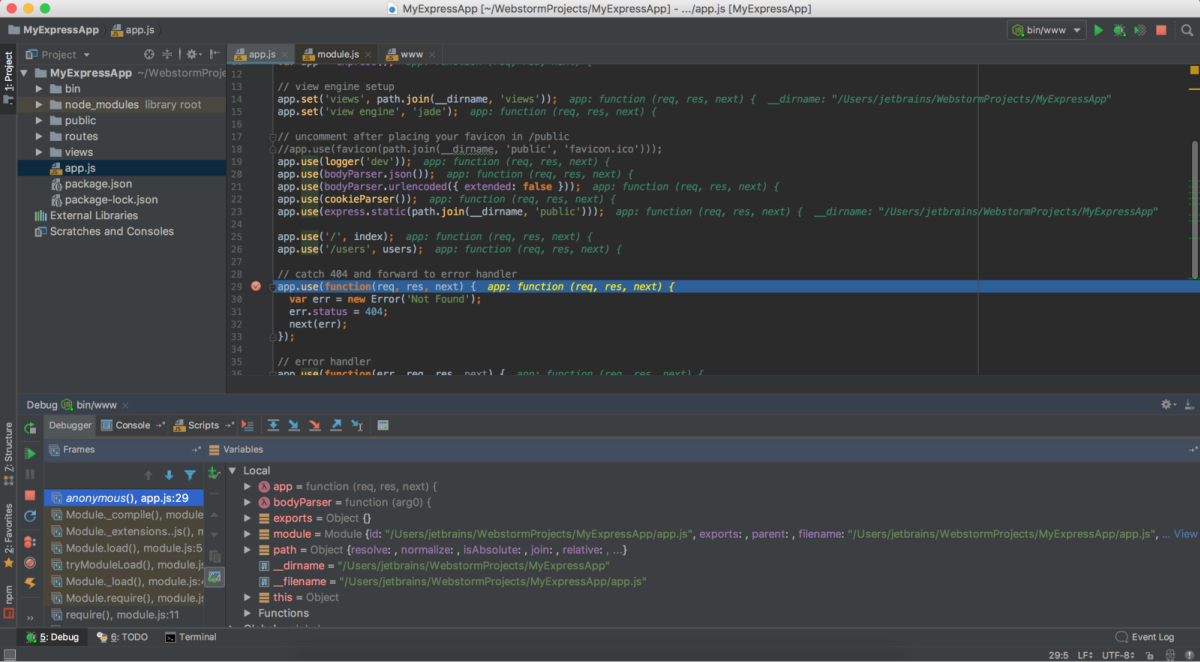 MyExpressApp [~/WebstormProjects/MyExpressApp] - .../app.js [MyExpressApp]
MyExpressApp app.js
bin/www
1: Project
Project
MyExpressApp ~/WebstormProje
bin
node_modules library root
public
routes
views
app.js
package.json
package-lock.json
External Libraries
Scratches and Consoles
app.js × module.js × www ×
12
13 // view engine setup
14 app.set('views', path.join(__dirname, 'views')); app: function (req, res, next) { __dirname: "/Users/jetbrains/WebstormProjects/MyExpressApp"
15 app.set('view engine', 'jade'); app: function (req, res, next) {
16
17 // uncomment after placing your favicon in /public
18 //app.use(favicon(path.join(__dirname, 'public', 'favicon.ico')));
19 app.use(logger('dev')); app: function (req, res, next) {
20 app.use(bodyParser.json()); app: function (req, res, next) {
21 app.use(bodyParser.urlencoded({ extended: false })); app: function (req, res, next) {
22 app.use(cookieParser()); app: function (req, res, next) {
23 app.use(express.static(path.join(__dirname, 'public'))); app: function (req, res, next) { __dirname: "/Users/jetbrains/WebstormProjects/MyExpressApp"
24
25 app.use('/', index); app: function (req, res, next) {
26 app.use('/users', users); app: function (req, res, next) {
27
28 // catch 404 and forward to error handler
29 app.use(function(req, res, next) { app: function (req, res, next) {
30 var err = new Error('Not Found');
31 err.status = 404;
32 next(err);
33 });
34
35 // error handler
36 app.use(function(err, req, res, next) { app: function (req, res, next) {
Debug bin/www ×
Debugger Console Scripts
Frames
anonymous(), app.js:29
Module._compile(), module
Module._extensions..js(), m
Module.load(), module.js:5
tryModuleLoad(), module.js
Module._load(), module.js:4
Module.require(), module.js
require(), module.js:11
Variables
Local
app = function (req, res, next) {
bodyParser = function (arg0) {
exports = Object {}
module = Module {id: "/Users/jetbrains/WebstormProjects/MyExpressApp/app.js", exports: , parent: , filename: "/Users/jetbrains/WebstormProjects/MyExpressApp/app.js", ... View
path = Object {resolve: , normalize: , isAbsolute: , join: , relative: , ...}
__dirname = "/Users/jetbrains/WebstormProjects/MyExpressApp"
__filename = "/Users/jetbrains/WebstormProjects/MyExpressApp/app.js"
this = Object
Functions
7: Structure
2: Favorites
npm
5: Debug 6: TODO Terminal
Event Log
29:5 LF UTF-8